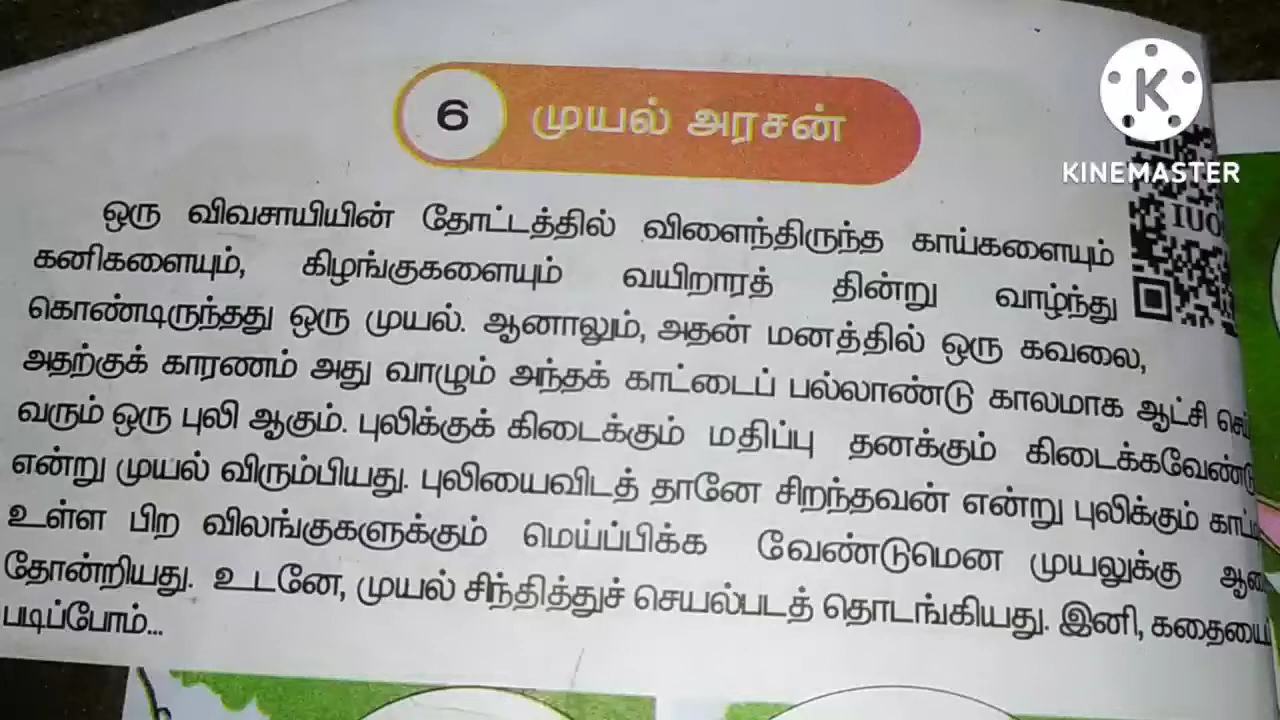 6 முயல் அரசன்
KINEMASTER
IUO
ஒரு விவசாயியின் தோட்டத்தில் விளைந்திருந்த காய்களையும்
கனிகளையும், கிழங்குகளையும் வயிறாரத் தின்று வாழ்ந்து
கொண்டிருந்தது ஒரு முயல். ஆனாலும், அதன் மனத்தில் ஒரு கவலை,
அதற்குக் காரணம் அது வாழும் அந்தக் காட்டைப் பல்லாண்டு காலமாக ஆட்சி
வரும் ஒரு புலி ஆகும். புலிக்குக் கிடைக்கும் மதிப்பு தனக்கும்
என்று முயல் விரும்பியது. புலியைவிடத் தானே சிறந்தவன் என்று புலிக்கும்
உள்ள பிற விலங்குகளுக்கும் மெய்ப்பிக்க வேண்டுமென முயலுக்கு
தோன்றியது. உடனே, முயல் சிந்தித்துச் செயல்படத் தொடங்கியது. இனி, கதையை
படிப்போம்...